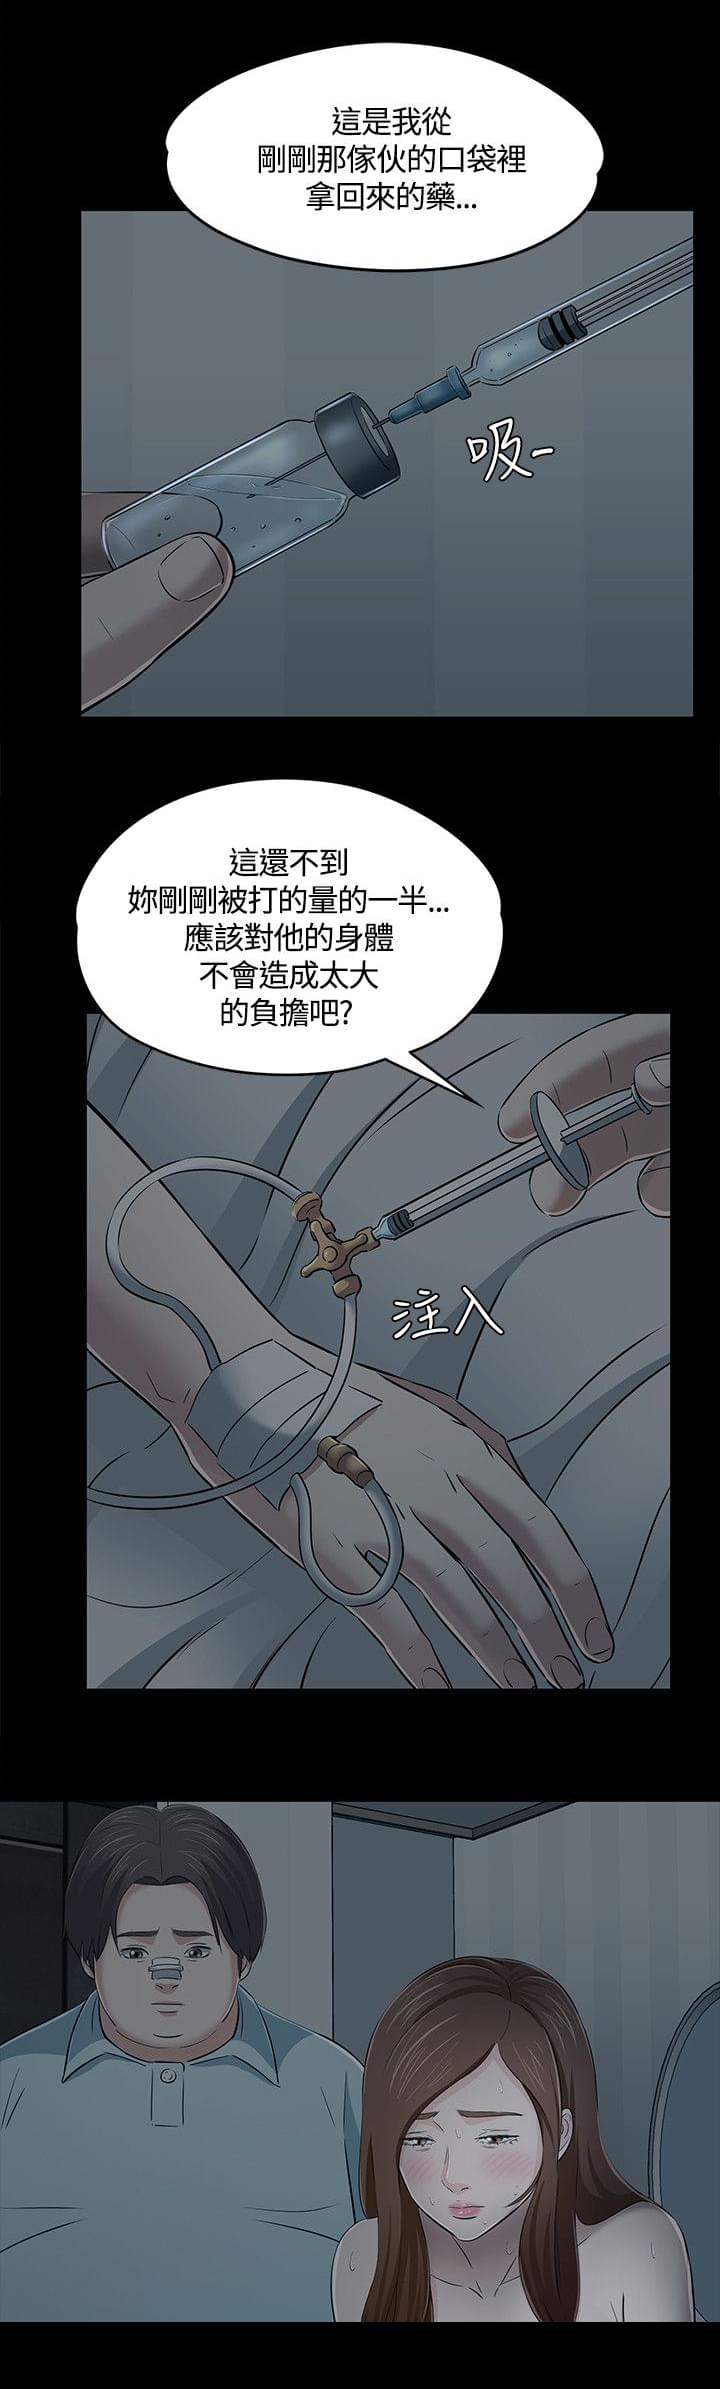 這是我從
剛剛那傢伙的口袋裡
拿回來的藥...
吸-
這還不到
妳剛剛被打的量的一半...
應該對他的身體
不會造成太大
的負擔吧?
注入